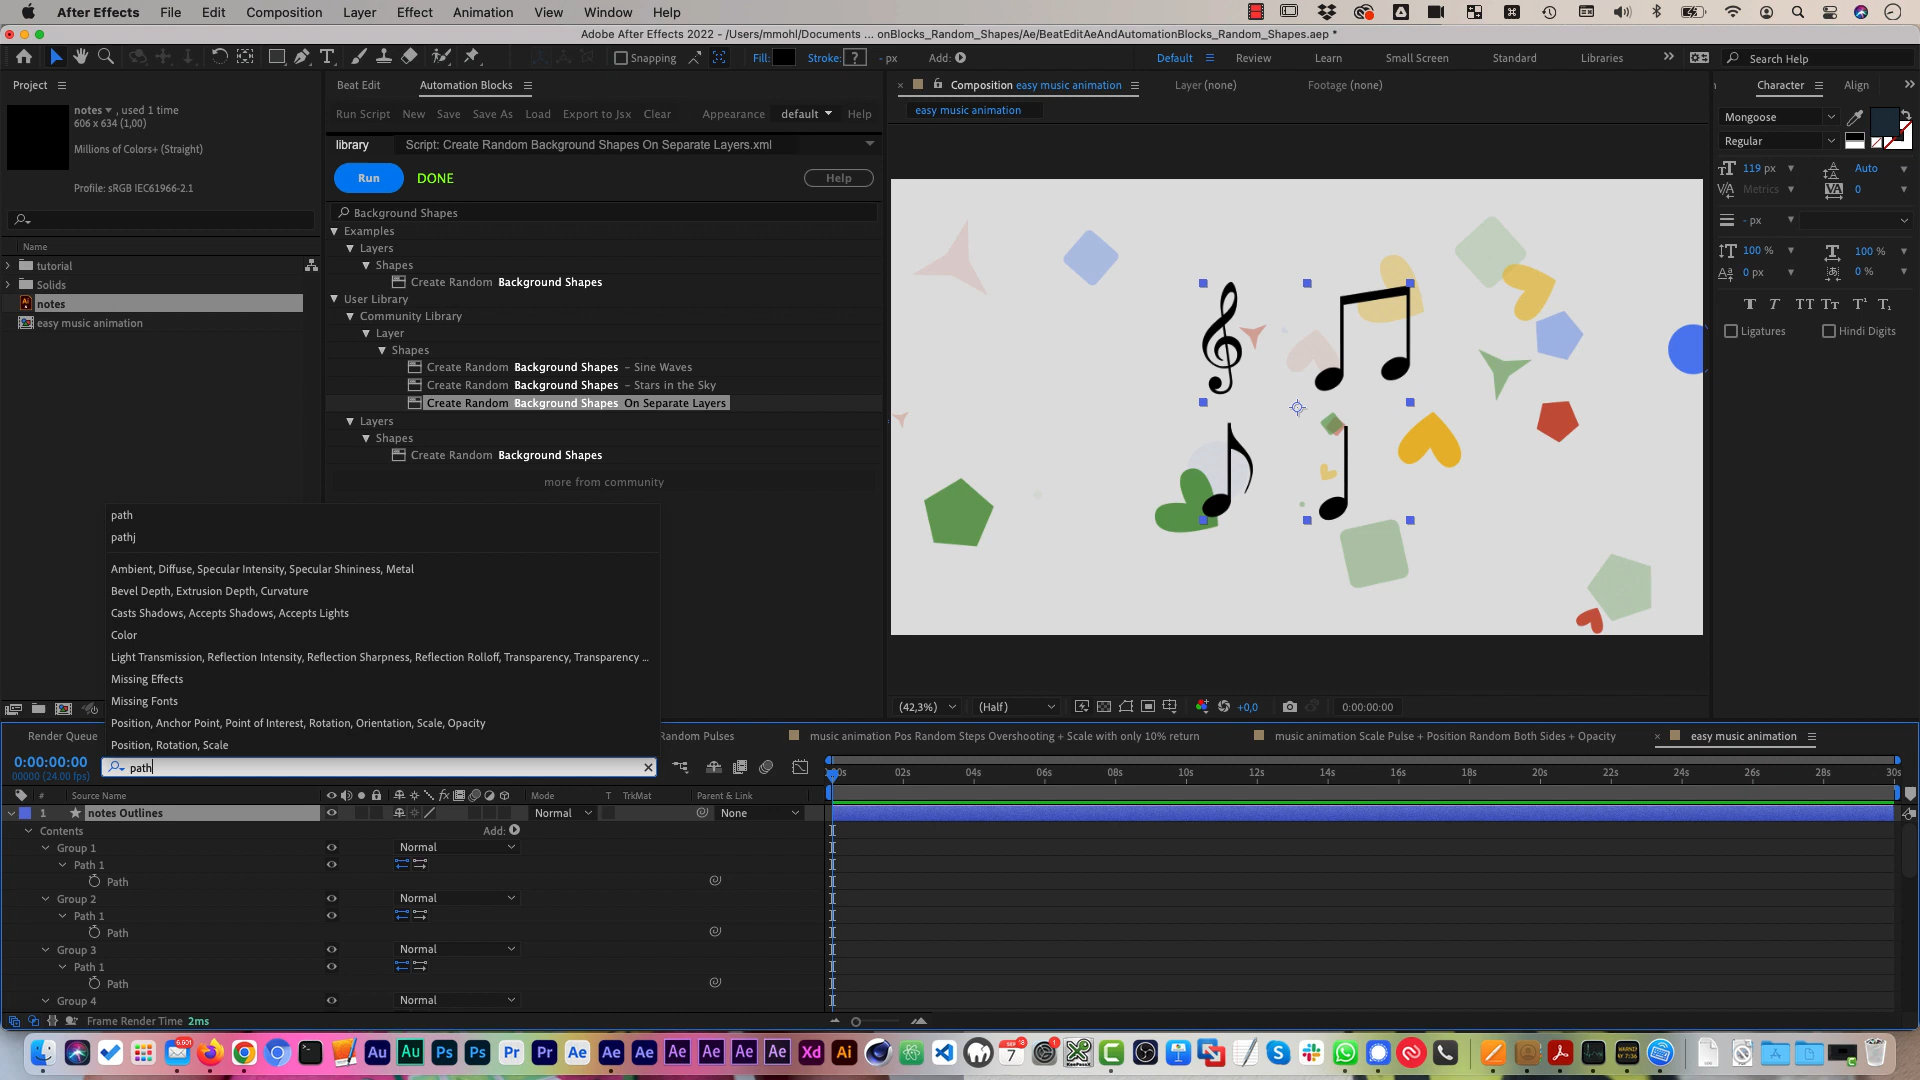 After Effects File Edit Composition Layer Effect Animation View Window Help
Adobe After Effects 2022 - /Users/mmohl/Documents ... onBlocks_Random_Shapes/Ae/BeatEditAeAndAutomationBlocks_Random_Shapes.aep *
Snapping Fill: Stroke: ? - px Add: Default Review Learn Small Screen Standard Libraries Search Help
Project
notes , used 1 time
606 x 634 (1,00)
Millions of Colors+ (Straight)
Profile: sRGB IEC61966-2.1
Name
tutorial
Solids
notes
easy music animation
Beat Edit Automation Blocks
Run Script New Save Save As Load Export to Jsx Clear Appearance default Help
library Script: Create Random Background Shapes On Separate Layers.xml
Run DONE Help
Background Shapes
Examples
Layers
Shapes
Create Random Background Shapes
User Library
Community Library
Layer
Shapes
Create Random Background Shapes – Sine Waves
Create Random Background Shapes – Stars in the Sky
Create Random Background Shapes On Separate Layers
Layers
Shapes
Create Random Background Shapes
more from community
Composition easy music animation Layer (none) Footage (none)
easy music animation
(42,3%) (Half) +0,0 0:00:00:00
Character Align
Mongoose
Regular
119 px Auto
Metrics 0
- px
100 % 100 %
0 px 0 %
T T TT Tt T¹ T₁
Ligatures Hindi Digits
path
pathj
Ambient, Diffuse, Specular Intensity, Specular Shininess, Metal
Bevel Depth, Extrusion Depth, Curvature
Casts Shadows, Accepts Shadows, Accepts Lights
Color
Light Transmission, Reflection Intensity, Reflection Sharpness, Reflection Rolloff, Transparency, Transparency ...
Missing Effects
Missing Fonts
Position, Anchor Point, Point of Interest, Rotation, Orientation, Scale, Opacity
Position, Rotation, Scale
Render Queue Random Pulses music animation Pos Random Steps Overshooting + Scale with only 10% return music animation Scale Pulse + Position Random Both Sides + Opacity easy music animation
0:00:00:00
00000 (24.00 fps)
path
:00s 02s 04s 06s 08s 10s 12s 14s 16s 18s 20s 22s 24s 26s 28s 30s
# Source Name Mode T TrkMat Parent & Link
1 notes Outlines Normal None
Contents Add:
Group 1 Normal
Path 1
Path
Group 2 Normal
Path 1
Path
Group 3 Normal
Path 1
Path
Group 4 Normal
Frame Render Time 2ms